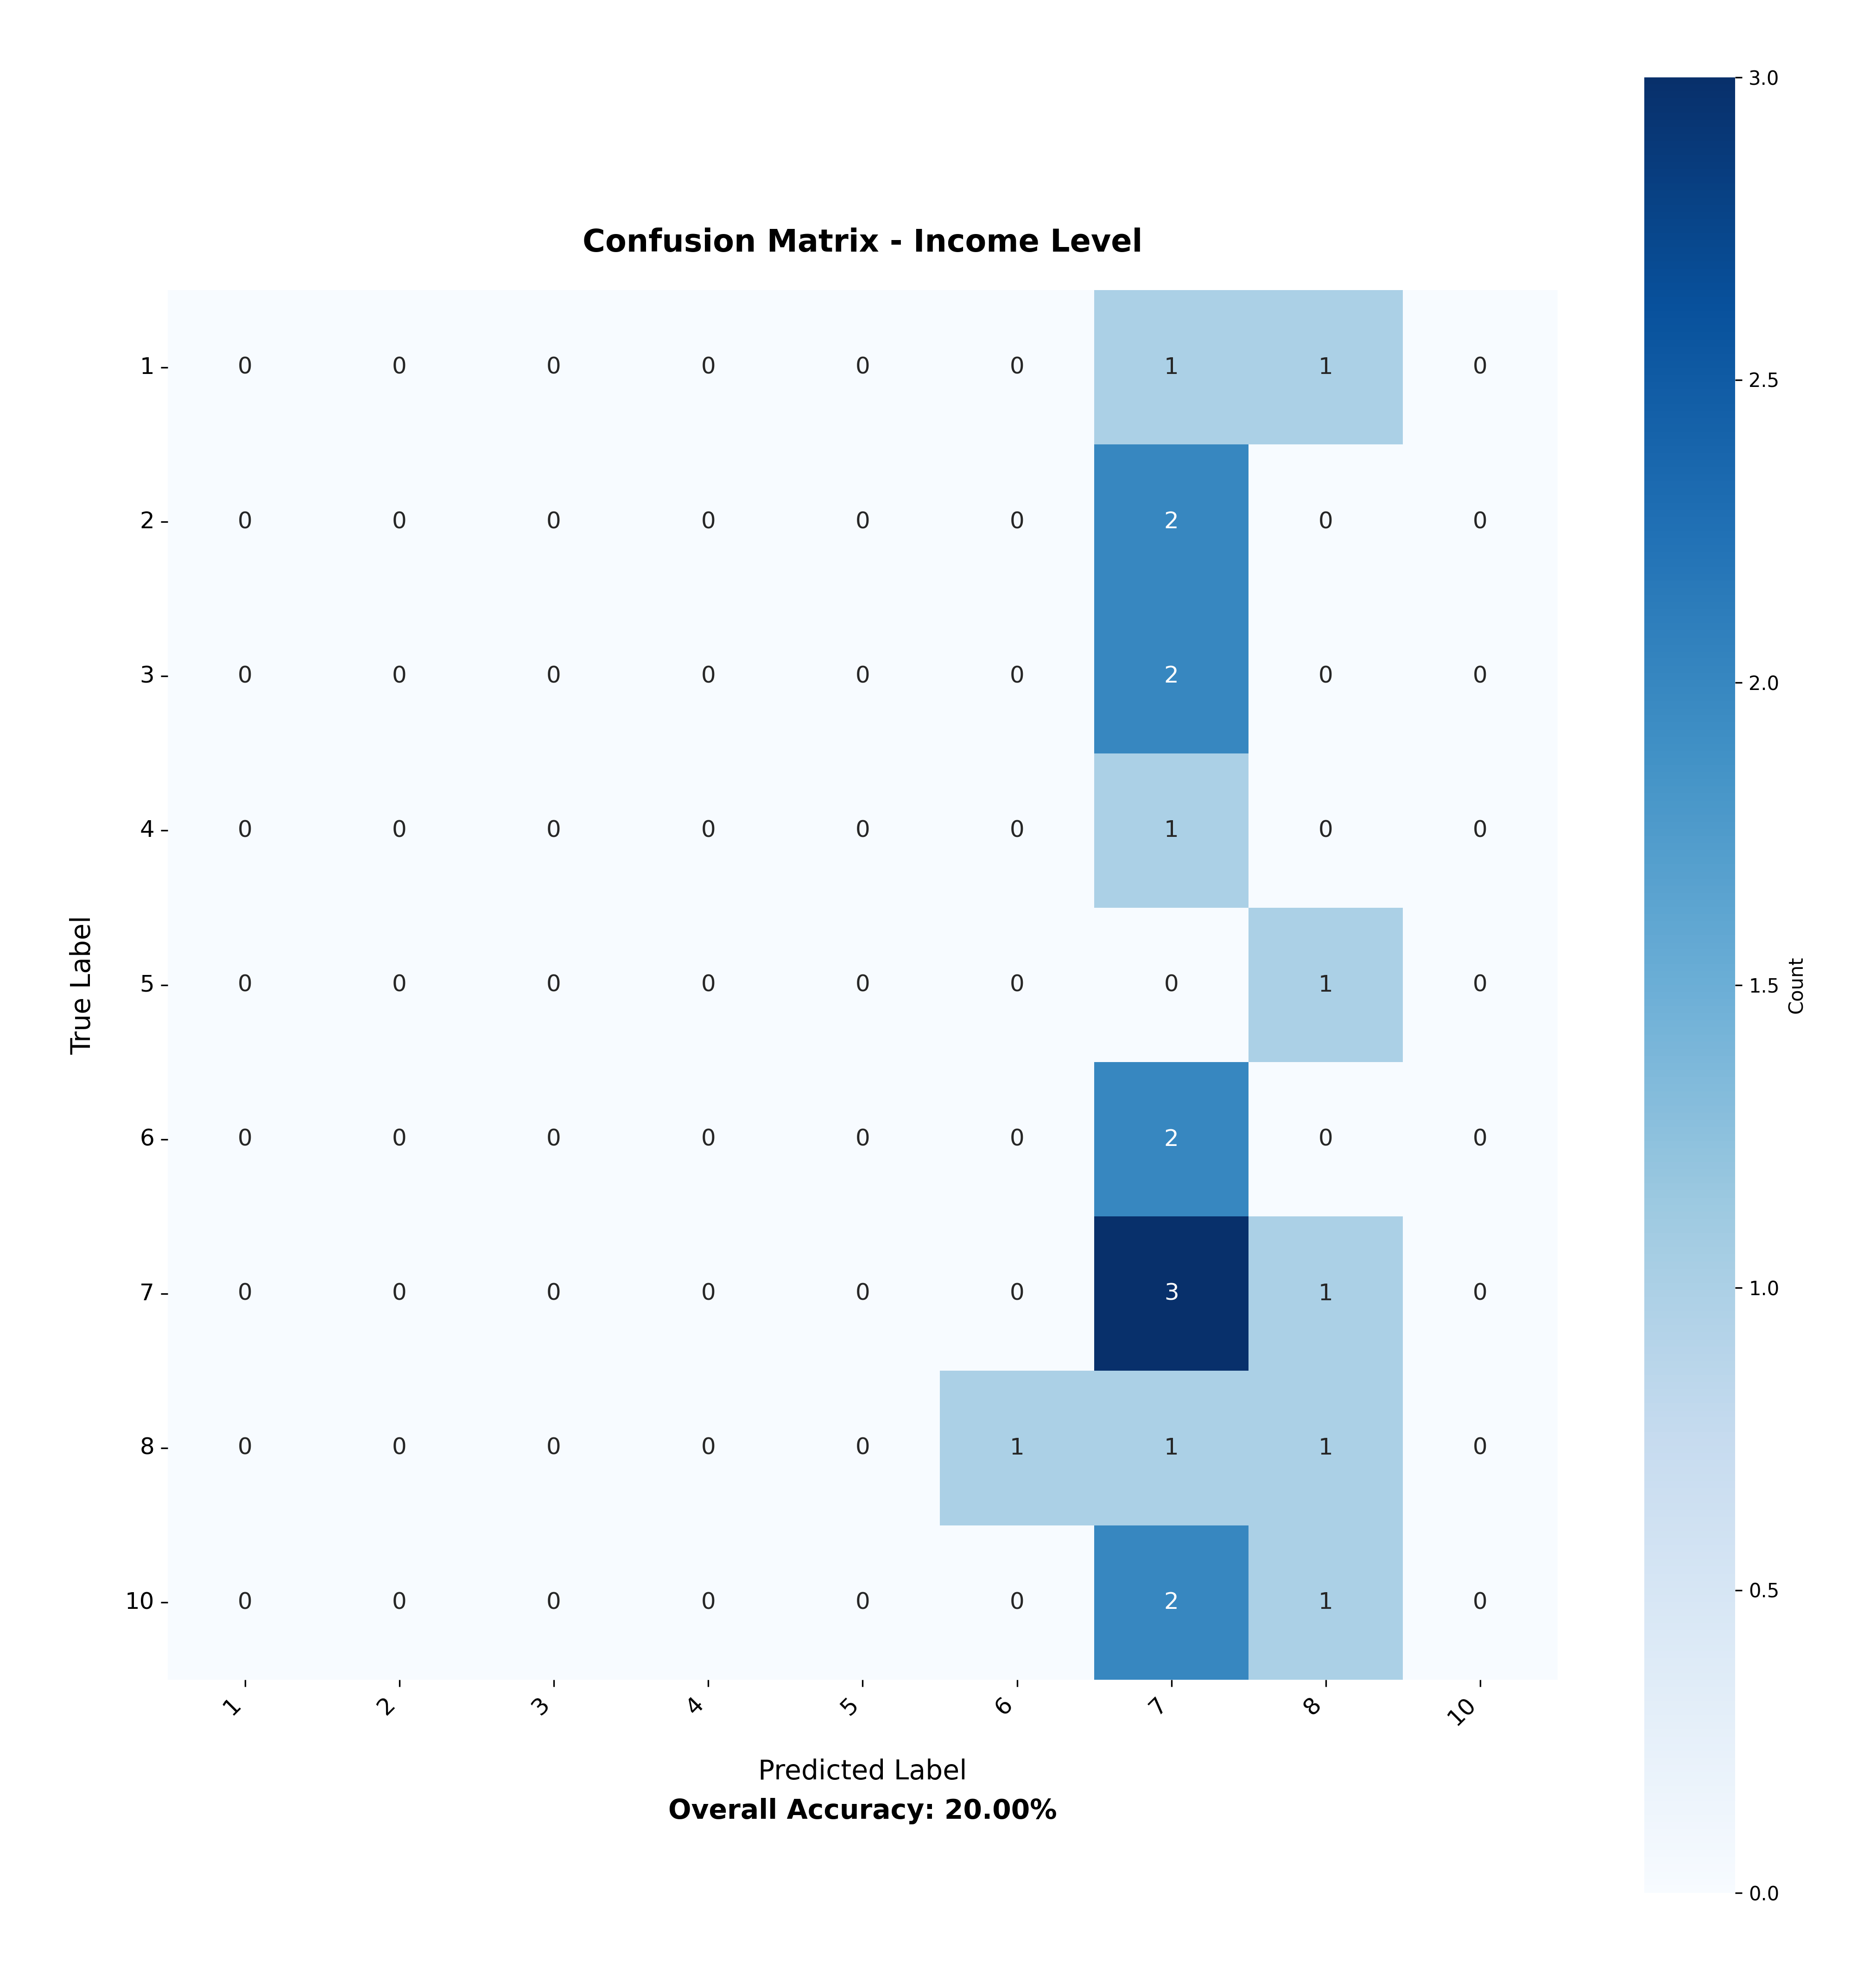 Confusion Matrix - Income Level
True Label
1 0 0 0 0 0 0 1 1 0
2 0 0 0 0 0 0 2 0 0
3 0 0 0 0 0 0 2 0 0
4 0 0 0 0 0 0 1 0 0
5 0 0 0 0 0 0 0 1 0
6 0 0 0 0 0 0 2 0 0
7 0 0 0 0 0 0 3 1 0
8 0 0 0 0 0 1 1 1 0
10 0 0 0 0 0 0 2 1 0
1 2 3 4 5 6 7 8 10
Predicted Label
Overall Accuracy: 20.00%
3.0
2.5
2.0
1.5
1.0
0.5
0.0
Count